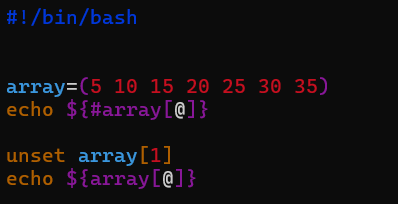 #!/bin/bash
array=(5 10 15 20 25 30 35)
echo ${#array[@]}
unset array[1]
echo ${array[@]}